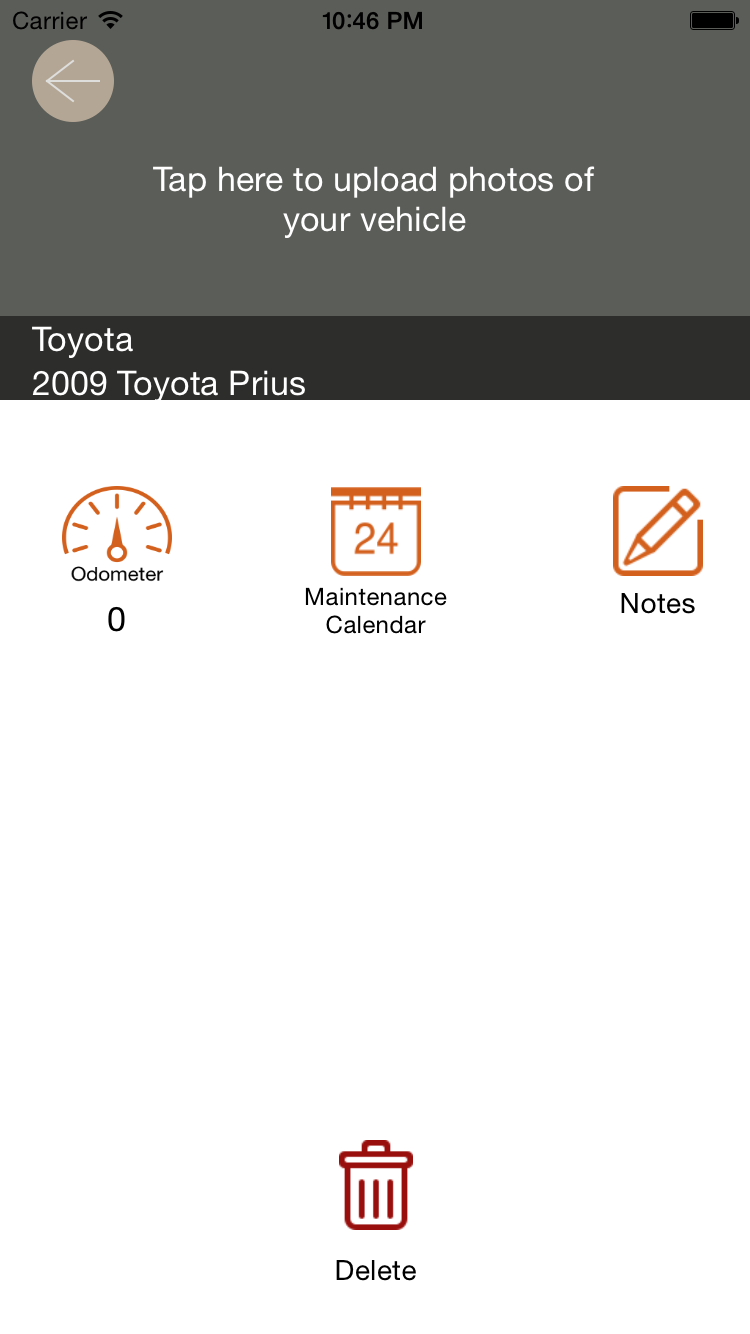 Carrier 10:46 PM
Tap here to upload photos of
your vehicle
Toyota
2009 Toyota Prius
Odometer
0
24
Maintenance
Calendar
Notes
Delete